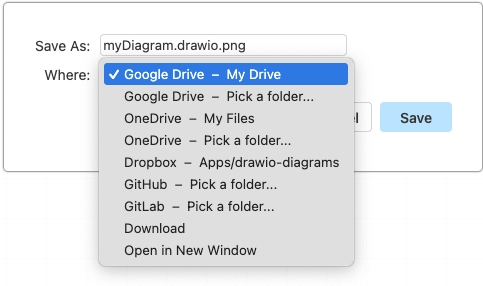 Save As: myDiagram.drawio.png
Where:
✓ Google Drive – My Drive
Google Drive – Pick a folder...
OneDrive – My Files
OneDrive – Pick a folder...
Dropbox – Apps/drawio-diagrams
GitHub – Pick a folder...
GitLab – Pick a folder...
el Save
Download
Open in New Window